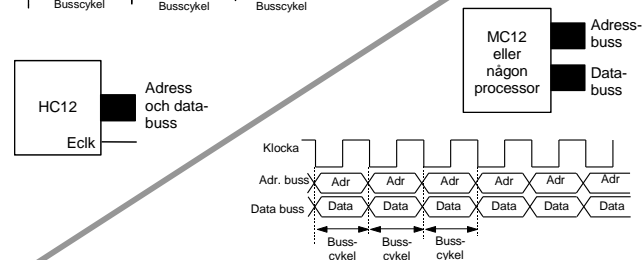 Busscykel Busscykel Busscykel
HC12
Eclk
Adress
och data-
buss
MC12
eller
någon
processor
Adress-
buss
Data-
buss
Klocka
Adr. buss Adr Adr Adr Adr Adr Adr
Data buss Data Data Data Data Data Data
Buss-
cykel
Buss-
cykel
Buss-
cykel